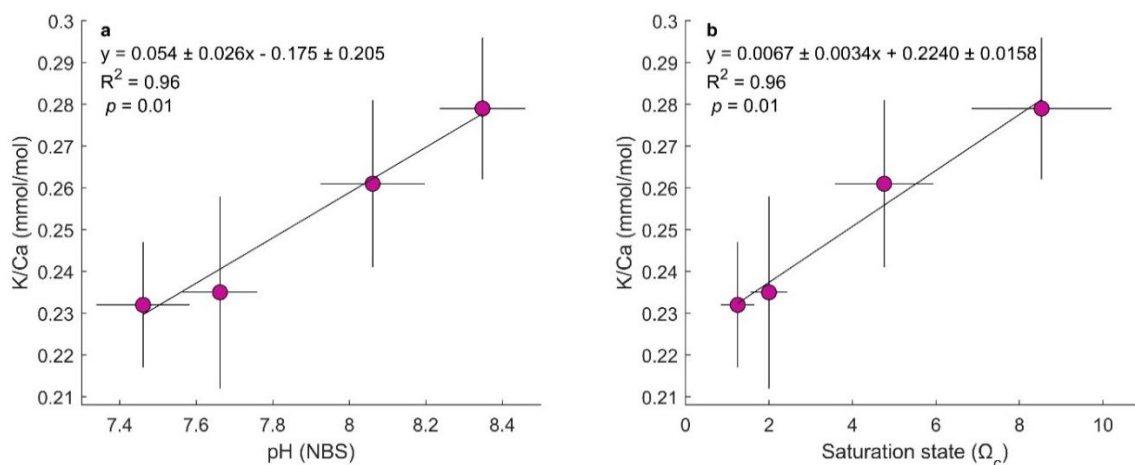 a
y = 0.054 ± 0.026x - 0.175 ± 0.205
R² = 0.96
p = 0.01
K/Ca (mmol/mol)
0.3
0.29
0.28
0.27
0.26
0.25
0.24
0.23
0.22
0.21
7.4 7.6 7.8 8 8.2 8.4
pH (NBS)
b
y = 0.0067 ± 0.0034x + 0.2240 ± 0.0158
R² = 0.96
p = 0.01
K/Ca (mmol/mol)
0.3
0.29
0.28
0.27
0.26
0.25
0.24
0.23
0.22
0.21
0 2 4 6 8 10
Saturation state (Ωc)